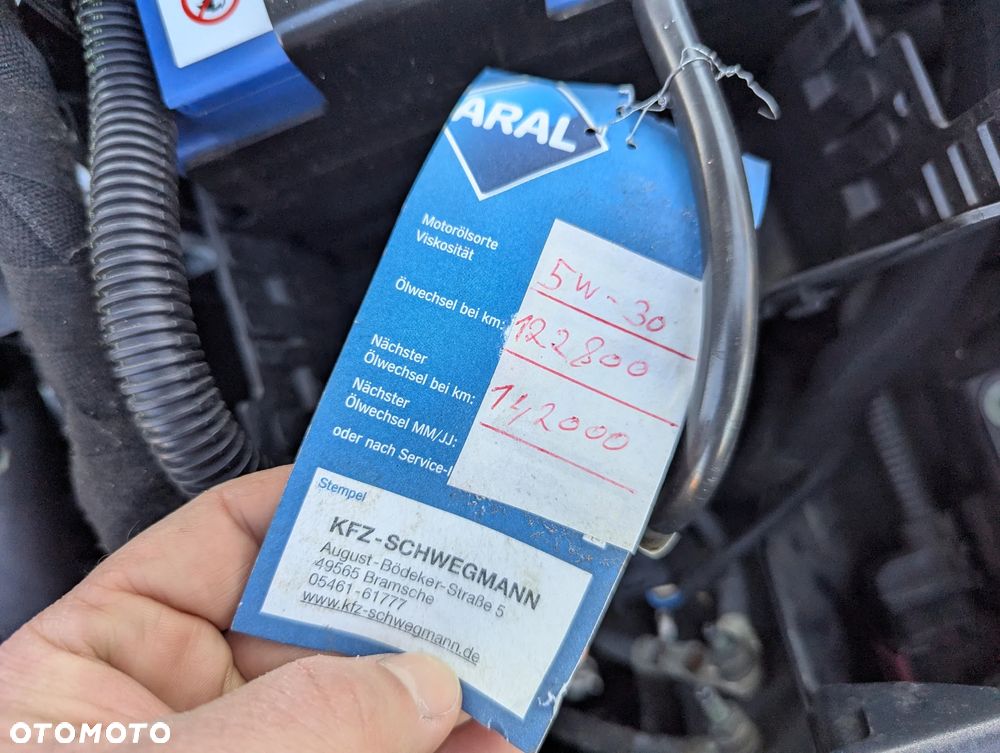 ARAL
Motorölsorte
Viskosität
5W-30
Ölwechsel bei km:
122800
Nächster
Ölwechsel bei km:
142000
Nächster
Ölwechsel MM/JJ:
oder nach Service-
Stempel
KFZ-SCHWEGMANN
August-Bödeker-Straße 5
49565 Bramsche
05461-61777
www.kfz-schwegmann.de
OTOMOTO